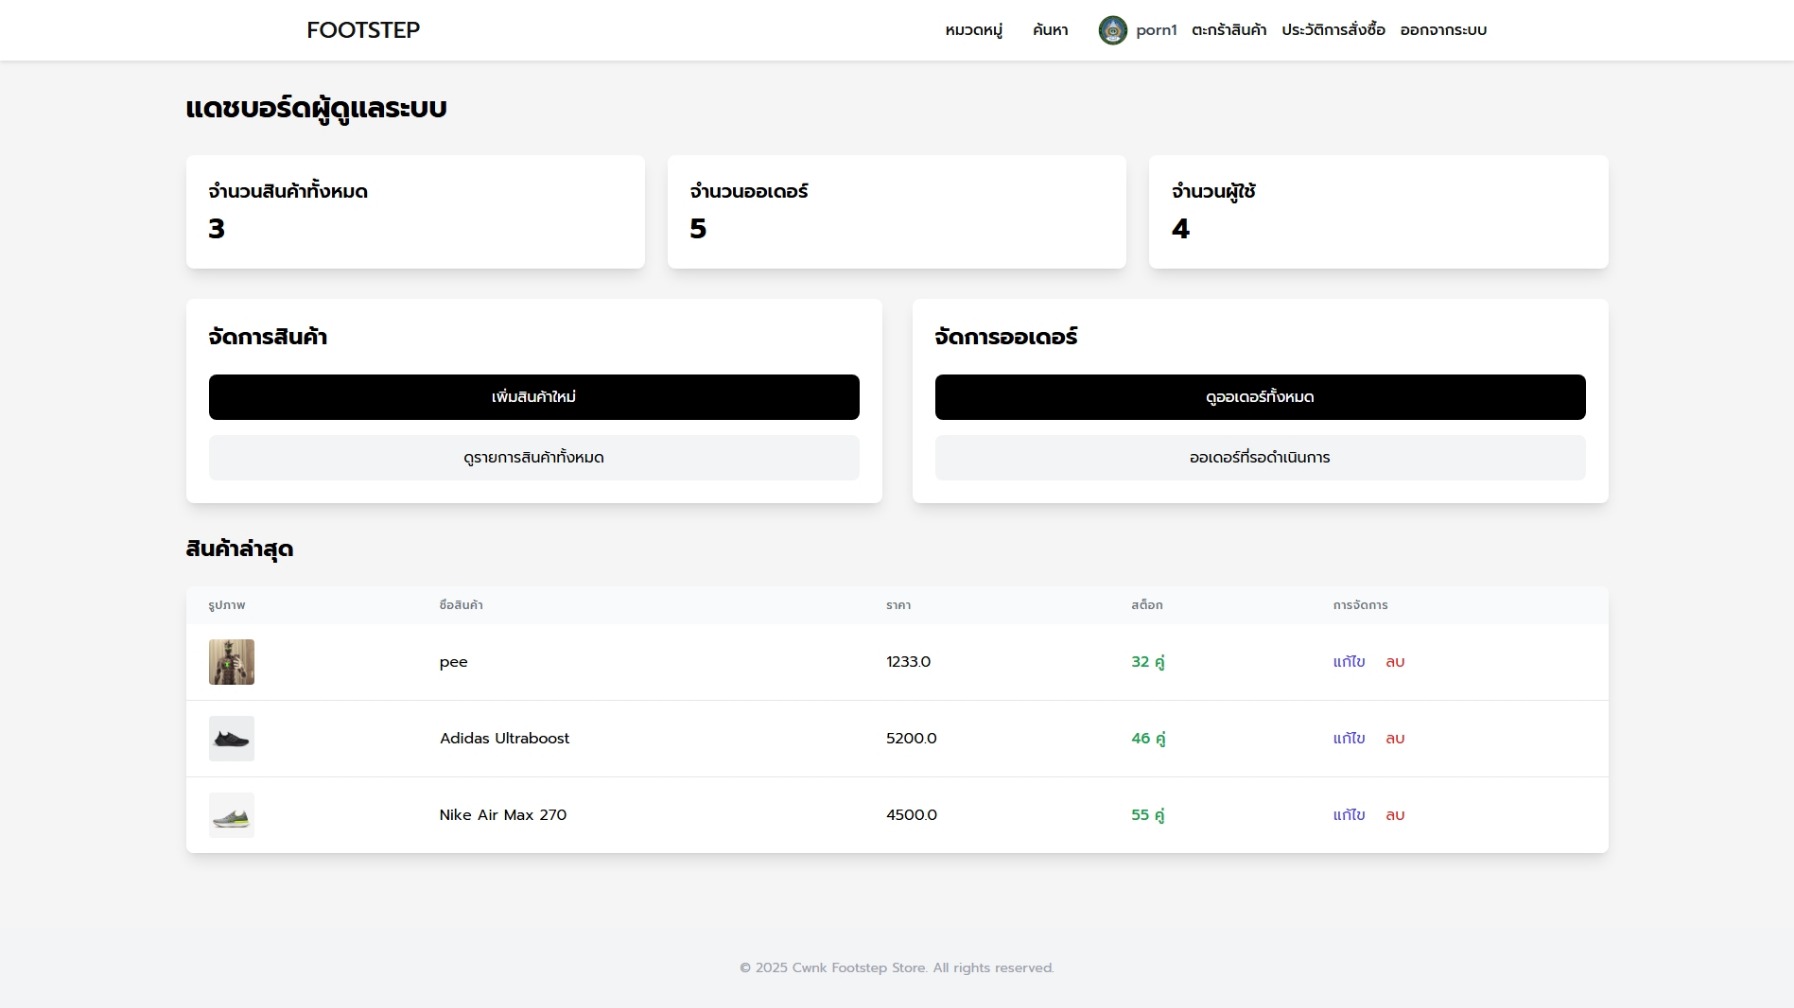 FOOTSTEP
หมวดหมู่ ค้นหา porn1 ตะกร้าสินค้า ประวัติการสั่งซื้อ ออกจากระบบ
แดชบอร์ดผู้ดูแลระบบ
จำนวนสินค้าทั้งหมด
3
จำนวนออเดอร์
5
จำนวนผู้ใช้
4
จัดการสินค้า
เพิ่มสินค้าใหม่
ดูรายการสินค้าทั้งหมด
จัดการออเดอร์
ดูออเดอร์ทั้งหมด
ออเดอร์ที่รอดำเนินการ
สินค้าล่าสุด
รูปภาพ ชื่อสินค้า ราคา สต็อก การจัดการ
pee 1233.0 32 คู่ แก้ไข ลบ
Adidas Ultraboost 5200.0 46 คู่ แก้ไข ลบ
Nike Air Max 270 4500.0 55 คู่ แก้ไข ลบ
© 2025 Cwnk Footstep Store. All rights reserved.